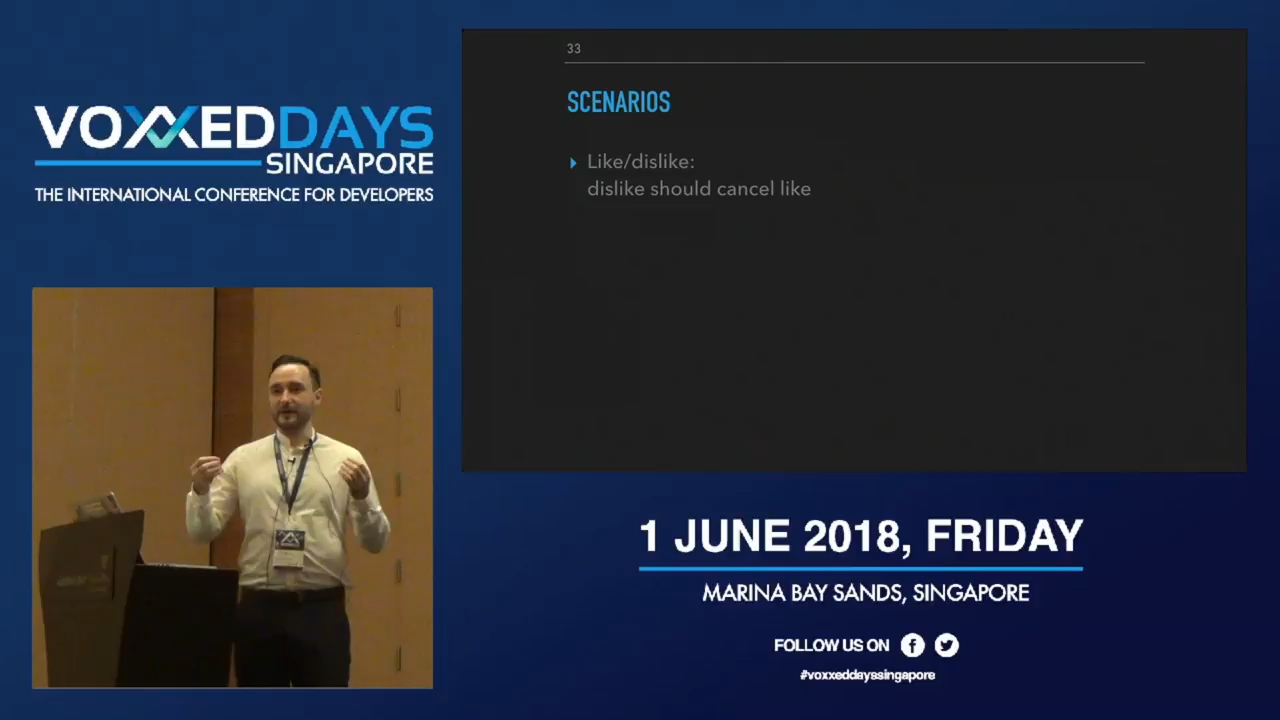 VOXXEDDAYS
SINGAPORE
THE INTERNATIONAL CONFERENCE FOR DEVELOPERS
33
SCENARIOS
Like/dislike:
dislike should cancel like
1 JUNE 2018, FRIDAY
MARINA BAY SANDS, SINGAPORE
FOLLOW US ON
#voxxeddayssingapore